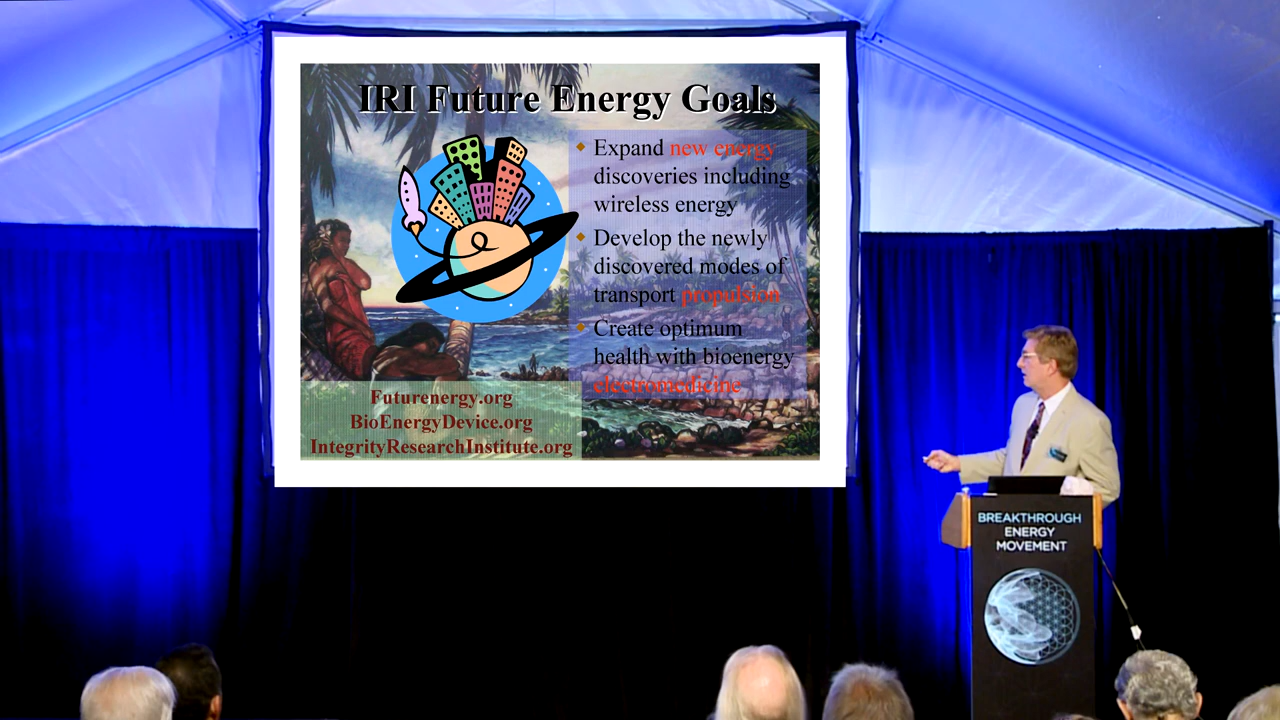 IRI Future Energy Goals
Expand new energy
discoveries including
wireless energy
Develop the newly
discovered modes of
transport propulsion
Create optimum
health with bioenergy
electromedicine
Futurenergy.org
BioEnergyDevice.org
IntegrityResearchInstitute.org
BREAKTHROUGH
ENERGY
MOVEMENT